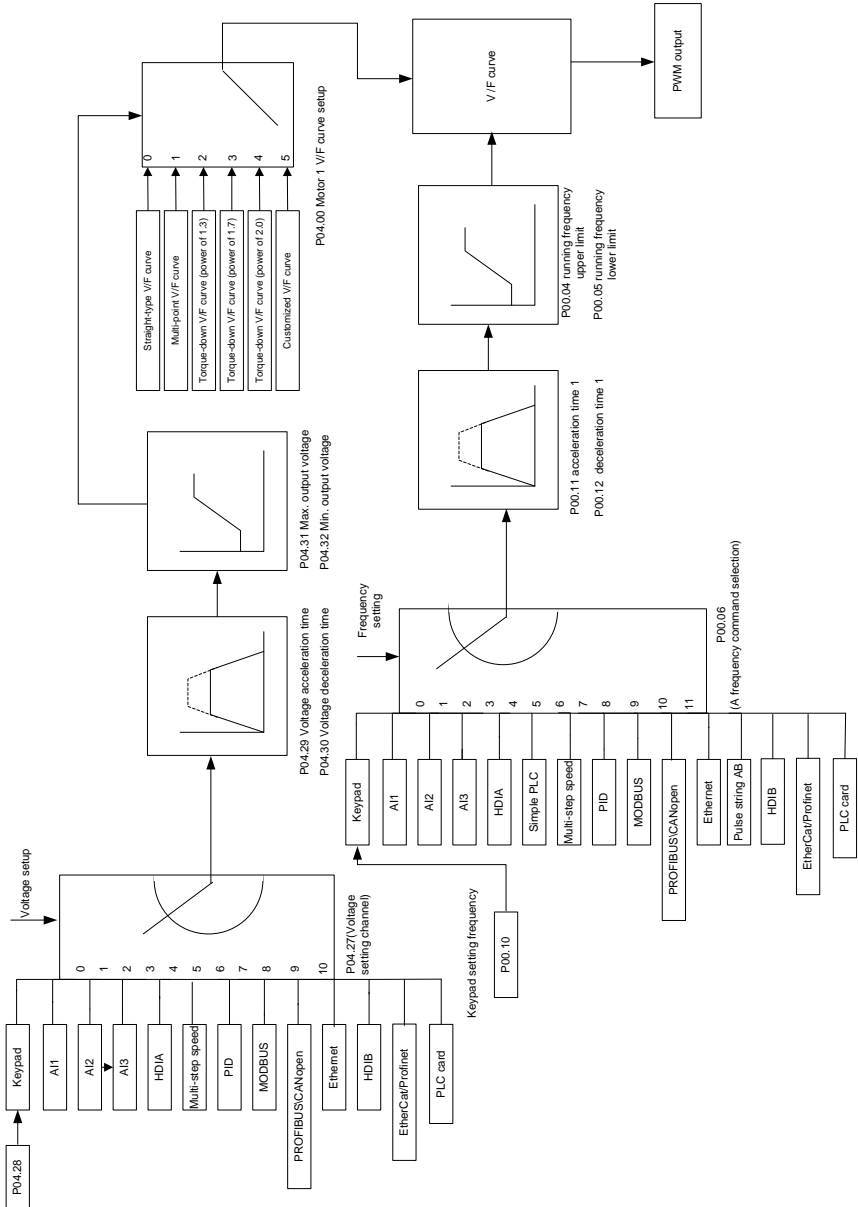 P04.28
Keypad
AI1
AI2
AI3
HDIA
Multi-step speed
PID
MODBUS
PROFIBUS\CANopen
Ethernet
HDIB
EtherCat/Profinet
PLC card
Voltage setup
0
1
2
3
4
5
6
7
8
9
10
P04.27(Voltage
setting channel)
P04.29 Voltage acceleration time
P04.30 Voltage deceleration time
P04.31 Max. output voltage
P04.32 Min. output voltage
Straight-type V/F curve
Multi-point V/F curve
Torque-down V/F curve (power of 1.3)
Torque-down V/F curve (power of 1.7)
Torque-down V/F curve (power of 2.0)
Customized V/F curve
0
1
2
3
4
5
P04.00 Motor 1 V/F curve setup
Keypad setting frequency
P00.10
Keypad
AI1
AI2
AI3
HDIA
Simple PLC
Multi-step speed
PID
MODBUS
PROFIBUS\CANopen
Ethernet
Pulse string AB
HDIB
EtherCat/Profinet
PLC card
Frequency
setting
0
1
2
3
4
5
6
7
8
9
10
11
P00.06
(A frequency command selection)
P00.11 acceleration time 1
P00.12 deceleration time 1
P00.04 running frequency
upper limit
P00.05 running frequency
lower limit
V/F curve
PWM output